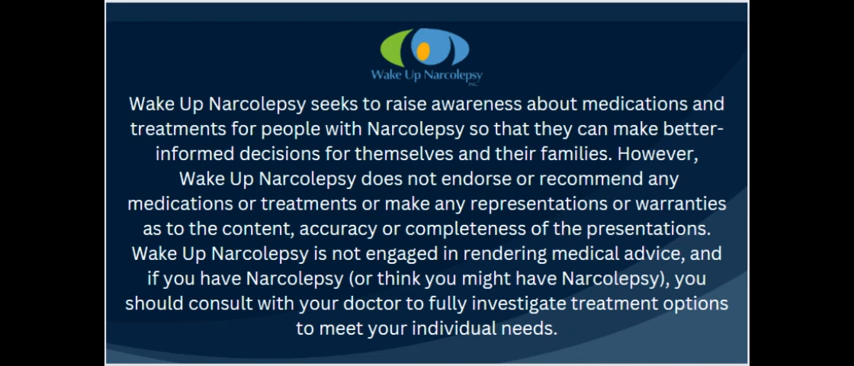 Wake Up Narcolepsy
INC.
Wake Up Narcolepsy seeks to raise awareness about medications and
treatments for people with Narcolepsy so that they can make better-
informed decisions for themselves and their families. However,
Wake Up Narcolepsy does not endorse or recommend any
medications or treatments or make any representations or warranties
as to the content, accuracy or completeness of the presentations.
Wake Up Narcolepsy is not engaged in rendering medical advice, and
if you have Narcolepsy (or think you might have Narcolepsy), you
should consult with your doctor to fully investigate treatment options
to meet your individual needs.